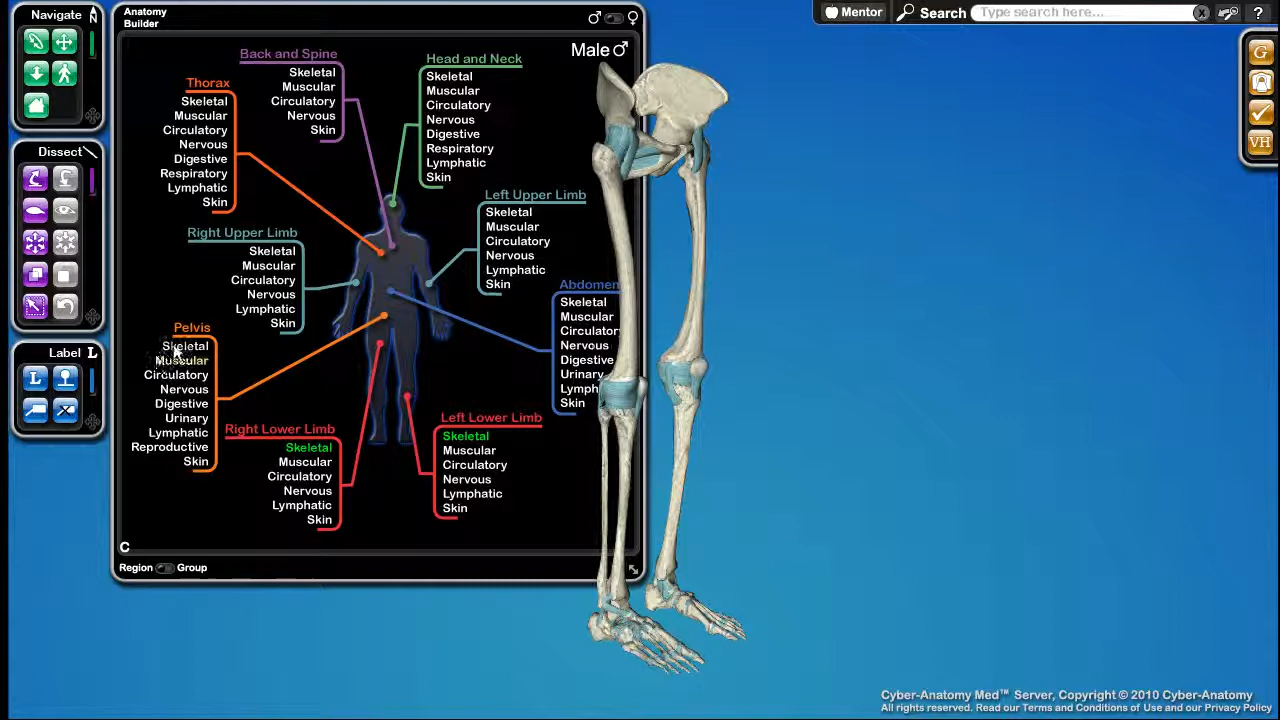 Navigate
Dissect
Label L
L
Anatomy
Builder
Male
Back and Spine
Skeletal
Muscular
Circulatory
Nervous
Skin
Head and Neck
Skeletal
Muscular
Circulatory
Nervous
Digestive
Respiratory
Lymphatic
Skin
Thorax
Skeletal
Muscular
Circulatory
Nervous
Digestive
Respiratory
Lymphatic
Skin
Left Upper Limb
Skeletal
Muscular
Circulatory
Nervous
Lymphatic
Skin
Right Upper Limb
Skeletal
Muscular
Circulatory
Nervous
Lymphatic
Skin
Abdomen
Skeletal
Muscular
Circulatory
Nervous
Digestive
Urinary
Lymph
Skin
Pelvis
Skeletal
Muscular
Circulatory
Nervous
Digestive
Urinary
Lymphatic
Reproductive
Skin
Right Lower Limb
Skeletal
Muscular
Circulatory
Nervous
Lymphatic
Skin
Left Lower Limb
Skeletal
Muscular
Circulatory
Nervous
Lymphatic
Skin
C
Region Group
Mentor Search Type search here... x ?
G
VH
Cyber-Anatomy Med™ Server, Copyright © 2010 Cyber-Anatomy
All rights reserved. Read our Terms and Conditions of Use and our Privacy Policy